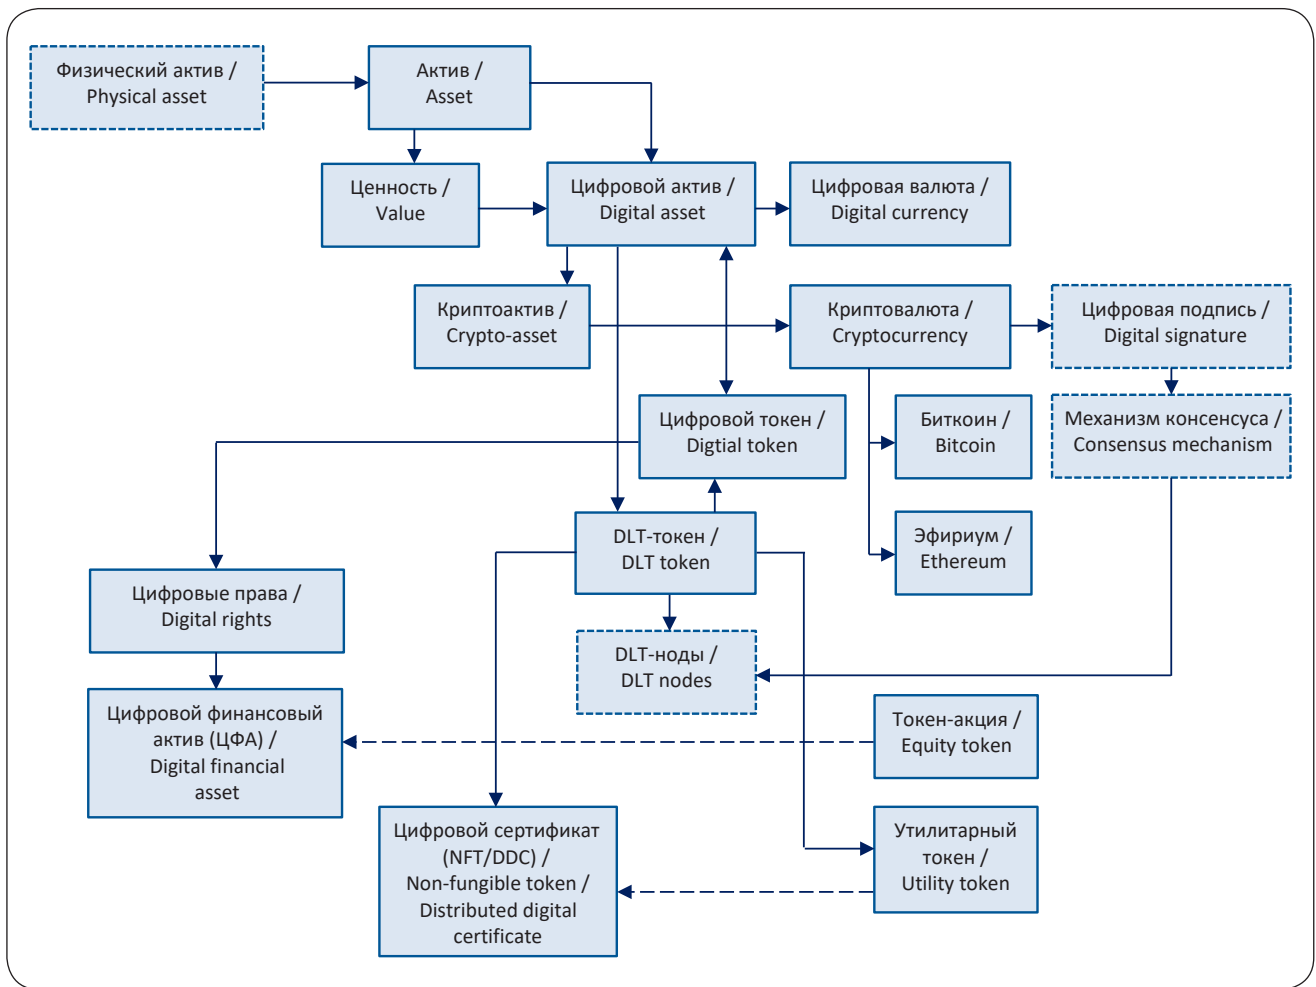 Физический актив /
Physical asset
Актив /
Asset
Ценность /
Value
Цифровой актив /
Digital asset
Цифровая валюта /
Digital currency
Криптоактив /
Crypto-asset
Криптовалюта /
Cryptocurrency
Цифровая подпись /
Digital signature
Цифровой токен /
Digtial token
Биткоин /
Bitcoin
Механизм консенсуса /
Consensus mechanism
DLT-токен /
DLT token
Эфириум /
Ethereum
Цифровые права /
Digital rights
DLT-ноды /
DLT nodes
Цифровой финансовый
актив (ЦФА) /
Digital financial
asset
Токен-акция /
Equity token
Цифровой сертификат
(NFT/DDC) /
Non-fungible token /
Distributed digital
certificate
Утилитарный
токен /
Utility token